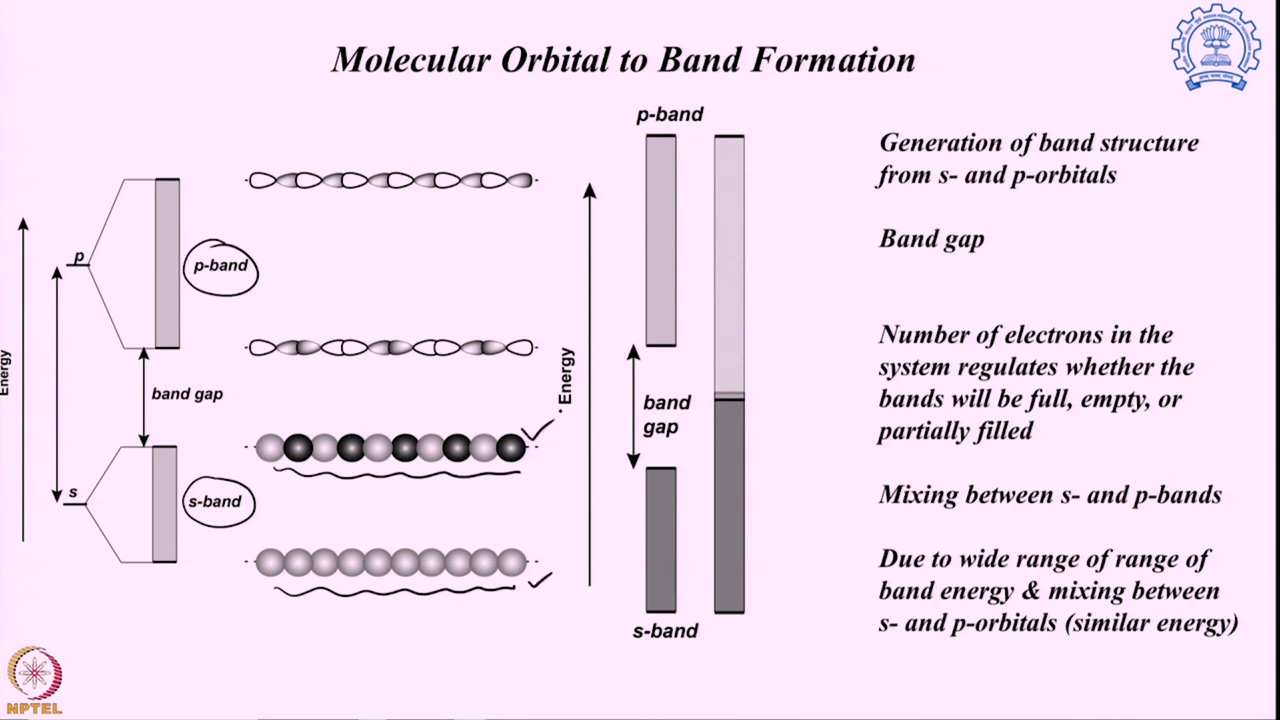 Molecular Orbital to Band Formation
Energy
p
p-band
band gap
s
s-band
Energy
p-band
band
gap
s-band
Generation of band structure
from s- and p-orbitals
Band gap
Number of electrons in the
system regulates whether the
bands will be full, empty, or
partially filled
Mixing between s- and p-bands
Due to wide range of range of
band energy & mixing between
s- and p-orbitals (similar energy)
NPTEL